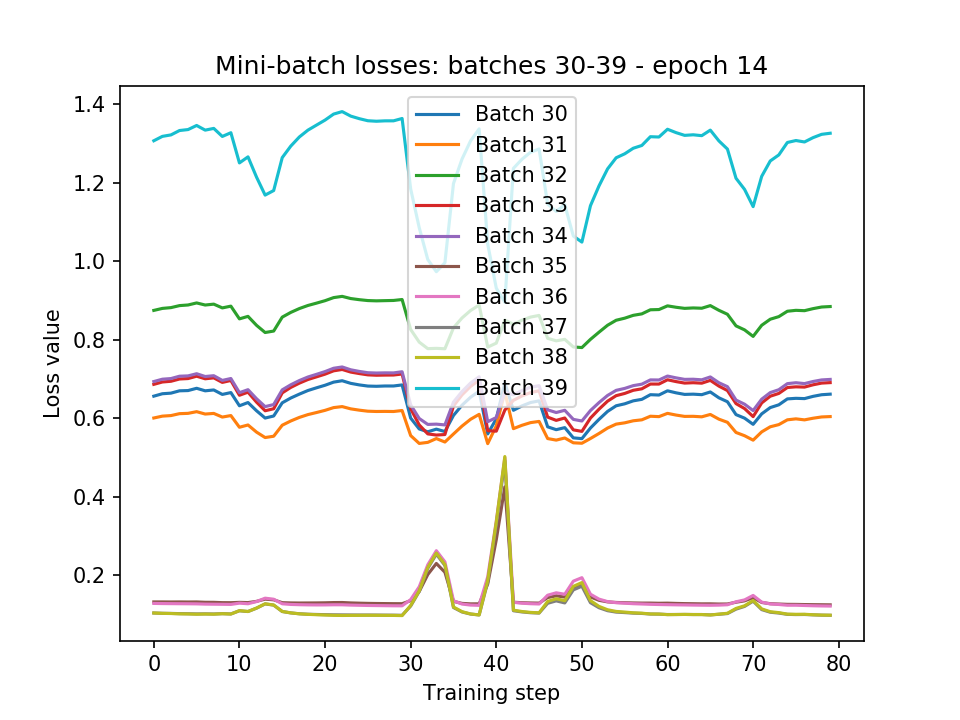 Mini-batch losses: batches 30-39 - epoch 14
Loss value
1.4
1.2
1.0
0.8
0.6
0.4
0.2
Batch 30
Batch 31
Batch 32
Batch 33
Batch 34
Batch 35
Batch 36
Batch 37
Batch 38
Batch 39
0 10 20 30 40 50 60 70 80
Training step